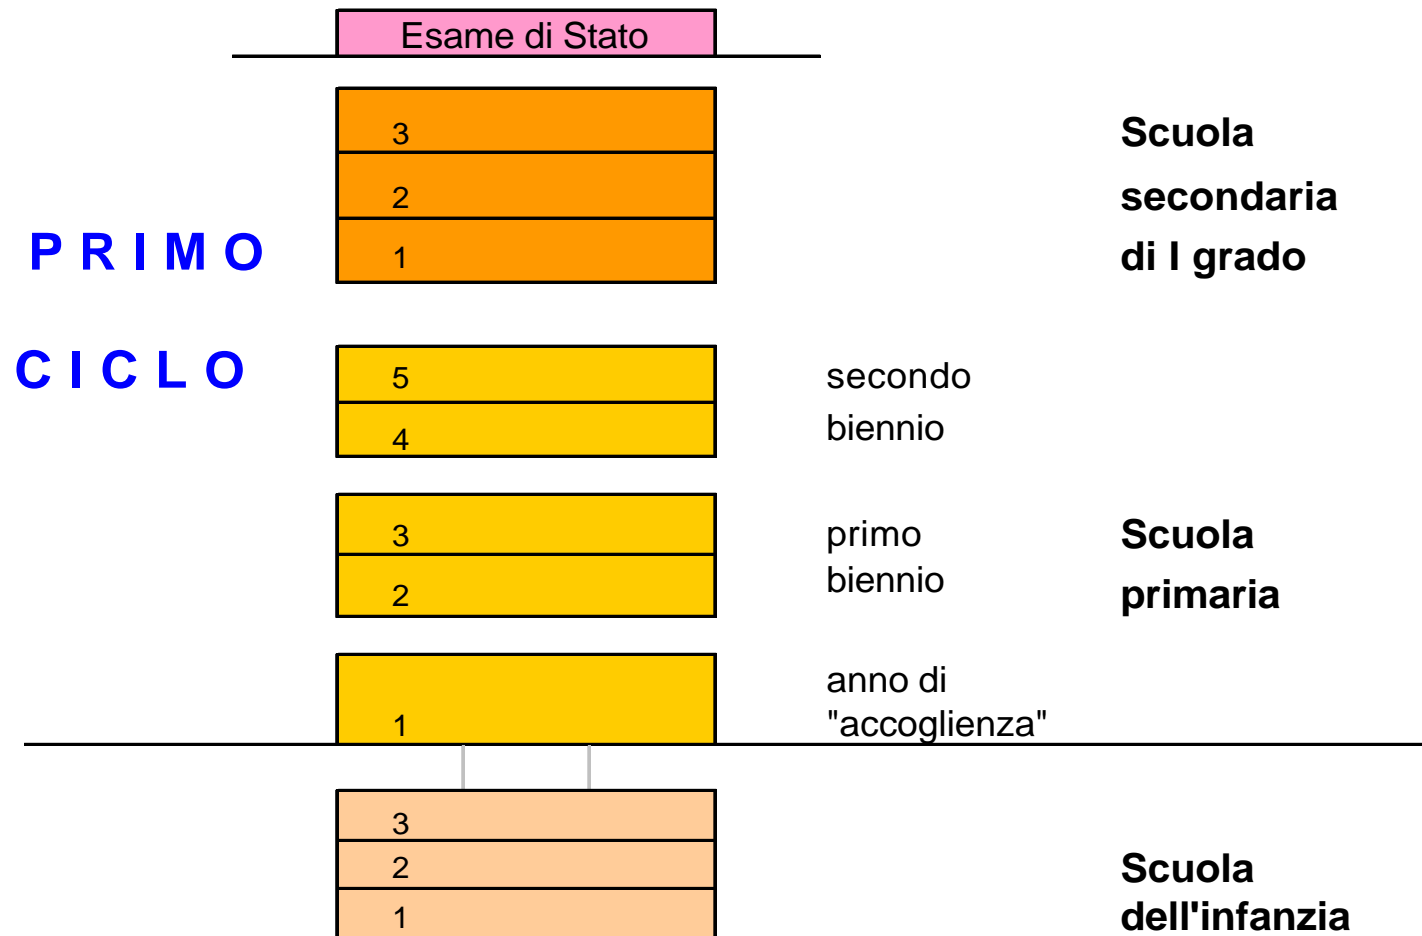 Esame di Stato
3 Scuola
2 secondaria
P R I M O 1 di I grado
C I C L O 5 secondo
4 biennio
3 primo Scuola
2 biennio primaria
anno di
1 "accoglienza"
3
2 Scuola
1 dell'infanzia